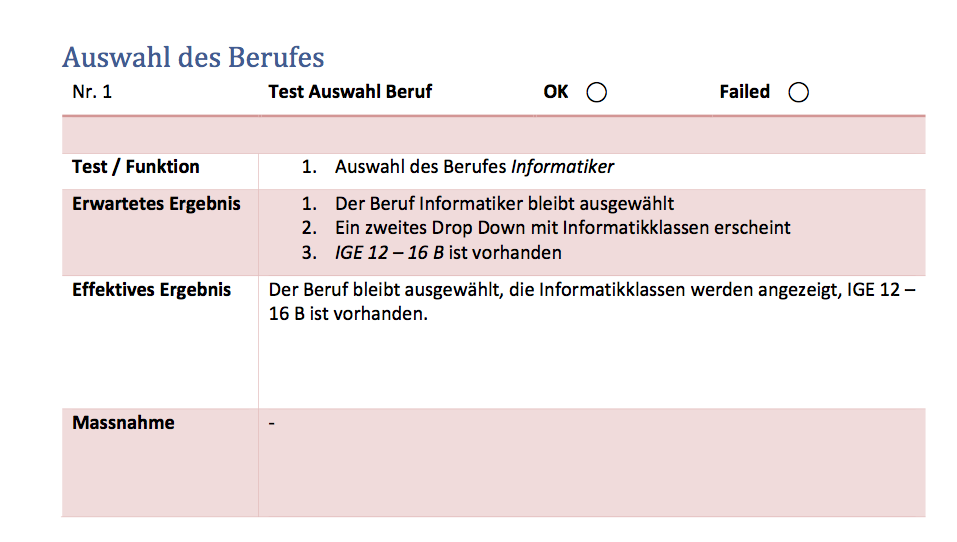 Auswahl des Berufes
Nr. 1 Test Auswahl Beruf OK Failed
Test / Funktion 1. Auswahl des Berufes Informatiker
Erwartetes Ergebnis 1. Der Beruf Informatiker bleibt ausgewählt
2. Ein zweites Drop Down mit Informatikklassen erscheint
3. IGE 12 – 16 B ist vorhanden
Effektives Ergebnis Der Beruf bleibt ausgewählt, die Informatikklassen werden angezeigt, IGE 12 –
16 B ist vorhanden.
Massnahme -